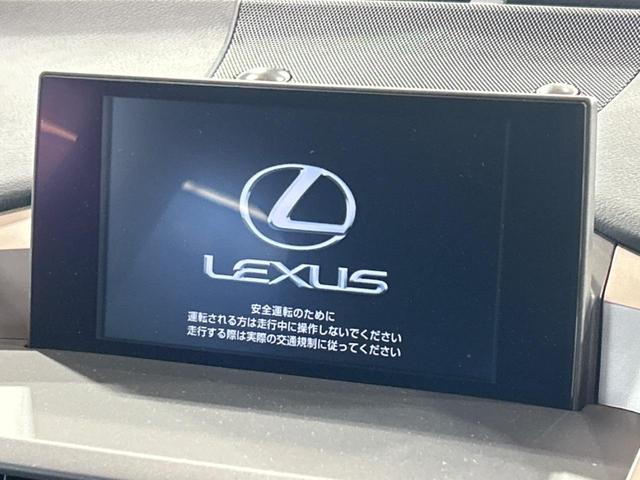 LEXUS
安全運転のために
運転される方は走行中に操作しないでください
走行する際は実際の交通規制に従ってください